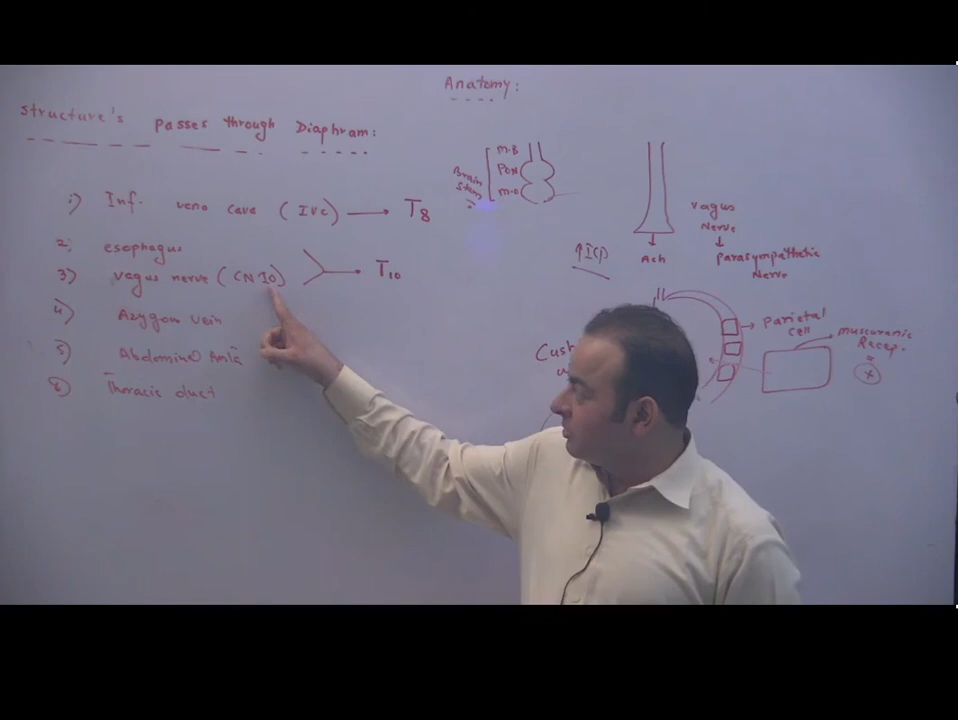 Anatomy:
structure's Passes through Diaphram:
1) Inf. vena cava (IVC) → T8
2; esophagus
3) vagus nerve (CN 10) → T10
4) Azygous vein
5) Abdominal
6) Thoracic duct
Brain stem
M.B
PON
M.O
vagus
Nerve
↓
Parasympathetic
Nerve
↓
Ach
↑ICP
→ Parietal
cell
muscaranic
Recep.
+
Cush